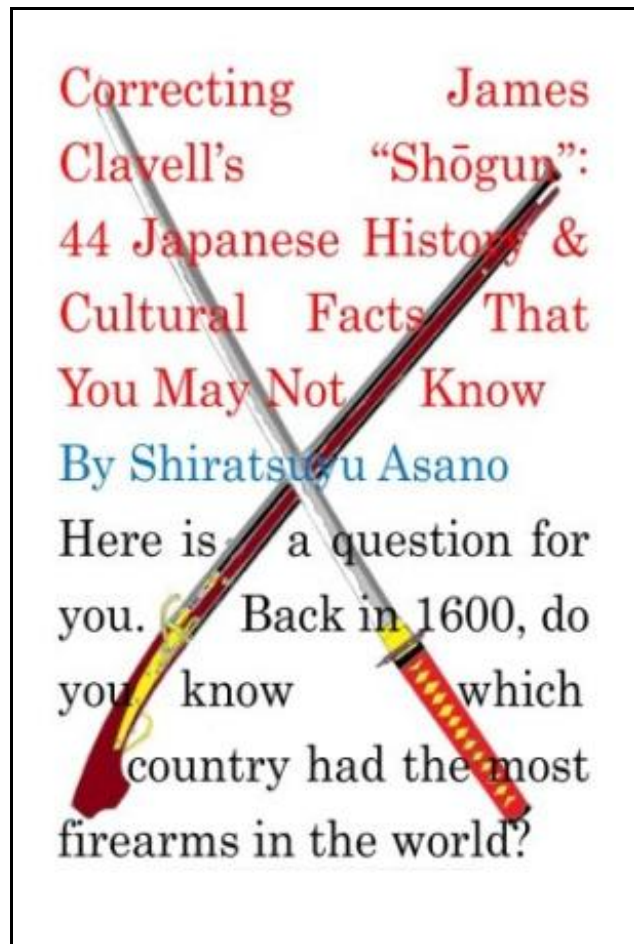 Correcting James
Clavell's “Shōgun”:
44 Japanese History &
Cultural Facts That
You May Not Know
By Shiratsuyu Asano
Here is a question for
you. Back in 1600, do
you know which
country had the most
firearms in the world?